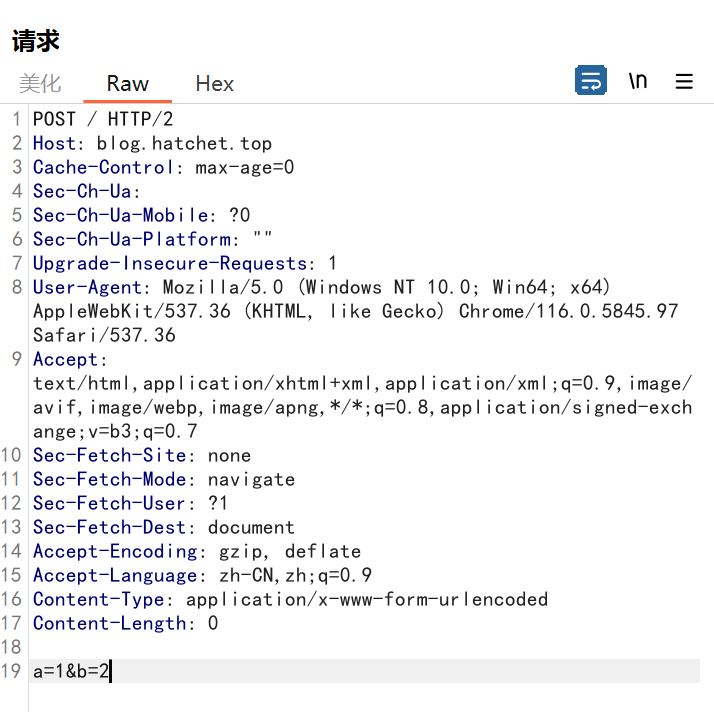 请求
美化 Raw Hex \n
1 POST / HTTP/2
2 Host: blog.hatchet.top
3 Cache-Control: max-age=0
4 Sec-Ch-Ua:
5 Sec-Ch-Ua-Mobile: ?0
6 Sec-Ch-Ua-Platform: ""
7 Upgrade-Insecure-Requests: 1
8 User-Agent: Mozilla/5.0 (Windows NT 10.0; Win64; x64)
AppleWebKit/537.36 (KHTML, like Gecko) Chrome/116.0.5845.97
Safari/537.36
9 Accept:
text/html,application/xhtml+xml,application/xml;q=0.9,image/
avif,image/webp,image/apng,*/*;q=0.8,application/signed-exch
ange;v=b3;q=0.7
10 Sec-Fetch-Site: none
11 Sec-Fetch-Mode: navigate
12 Sec-Fetch-User: ?1
13 Sec-Fetch-Dest: document
14 Accept-Encoding: gzip, deflate
15 Accept-Language: zh-CN,zh;q=0.9
16 Content-Type: application/x-www-form-urlencoded
17 Content-Length: 0
18
19 a=1&b=2